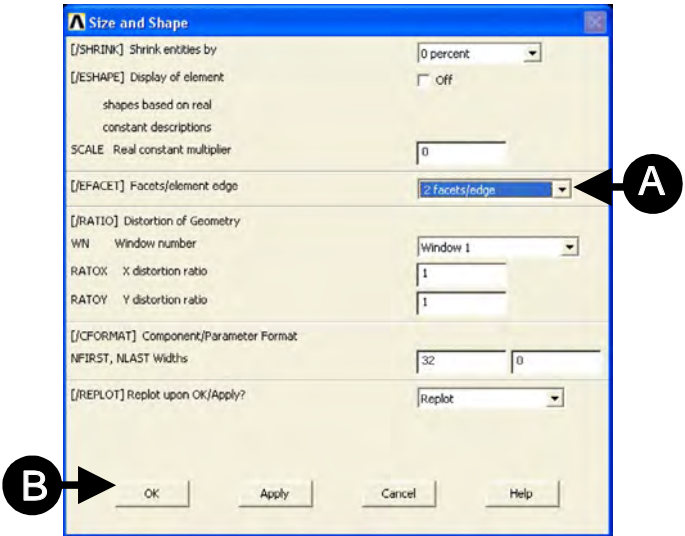 Size and Shape
[/SHRINK] Shrink entities by 0 percent
[/ESHAPE] Display of element Off
shapes based on real
constant descriptions
SCALE Real constant multiplier 0
[/EFACET] Facets/element edge 2 facets/edge A
[/RATIO] Distortion of Geometry
WN Window number Window 1
RATOX X distortion ratio 1
RATOY Y distortion ratio 1
[/CFORMAT] Component/Parameter Format
NFIRST, NLAST Widths 32 0
[/REPLOT] Replot upon OK/Apply? Replot
B OK Apply Cancel Help